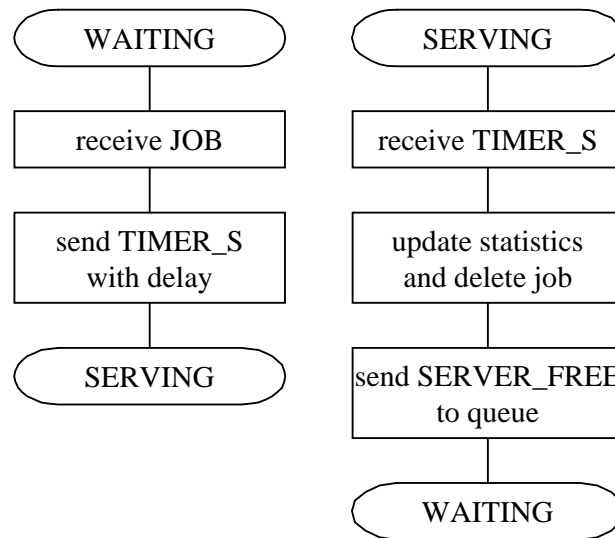 WAITING
receive JOB
send TIMER_S
with delay
SERVING
SERVING
receive TIMER_S
update statistics
and delete job
send SERVER_FREE
to queue
WAITING